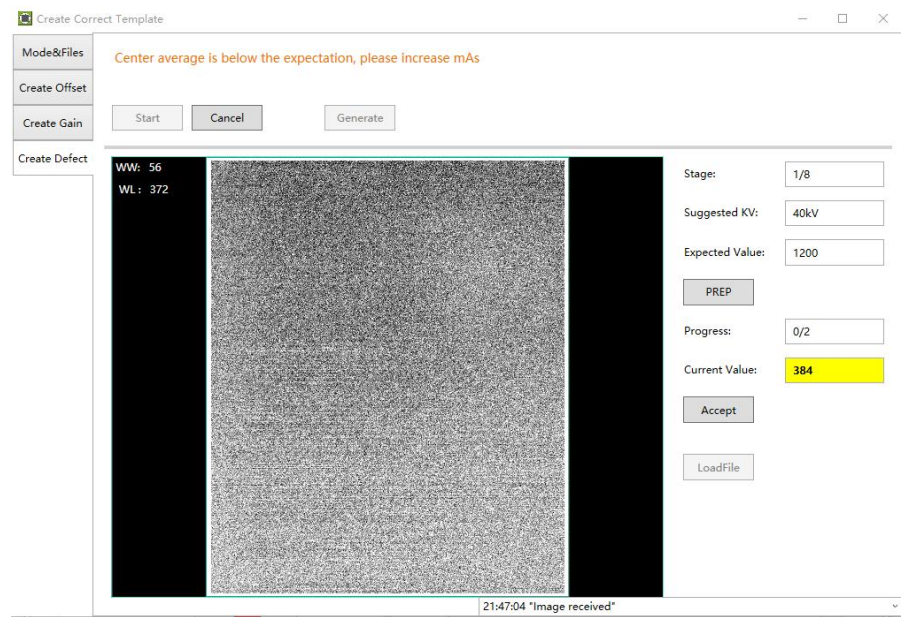 Create Correct Template
Mode&Files
Create Offset
Create Gain
Create Defect
Center average is below the expectation, please increase mAs
Start Cancel Generate
WW: 56
WL: 372
Stage: 1/8
Suggested KV: 40kV
Expected Value: 1200
PREP
Progress: 0/2
Current Value: 384
Accept
LoadFile
21:47:04 "Image received"